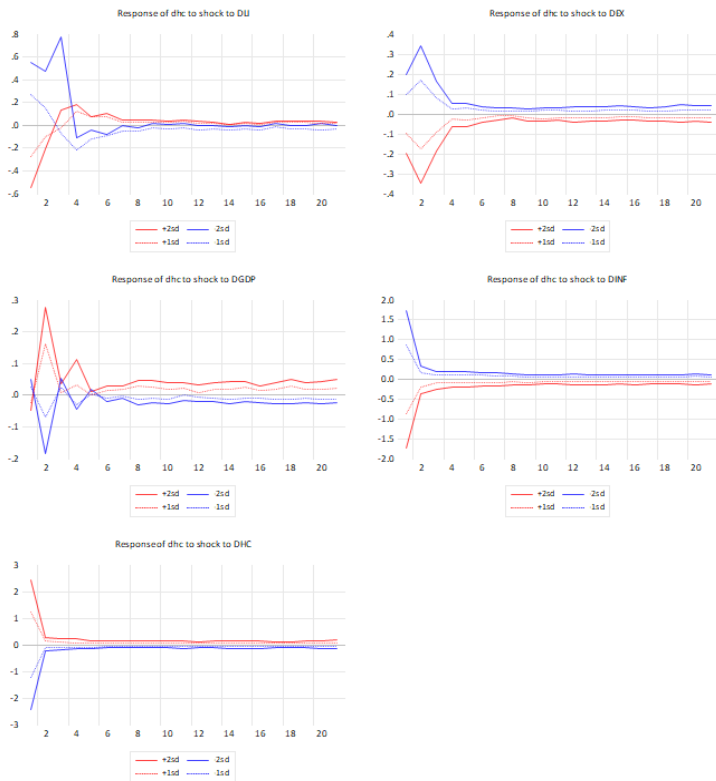 Response of dhc to shock to DLI
.8
.6
.4
.2
.0
-.2
-.4
-.6
2 4 6 8 10 12 14 16 18 20
+2sd -2sd
+1sd -1sd
Response of dhc to shock to DEX
.4
.3
.2
.1
.0
-.1
-.2
-.3
-.4
2 4 6 8 10 12 14 16 18 20
+2sd -2sd
+1sd -1sd
Response of dhc to shock to DGDP
.3
.2
.1
.0
-.1
-.2
2 4 6 8 10 12 14 16 18 20
+2sd -2sd
+1sd -1sd
Response of dhc to shock to DINF
2.0
1.5
1.0
0.5
0.0
-0.5
-1.0
-1.5
-2.0
2 4 6 8 10 12 14 16 18 20
+2sd -2sd
+1sd -1sd
Response of dhc to shock to DHC
3
2
1
0
-1
-2
-3
2 4 6 8 10 12 14 16 18 20
+2sd -2sd
+1sd -1sd